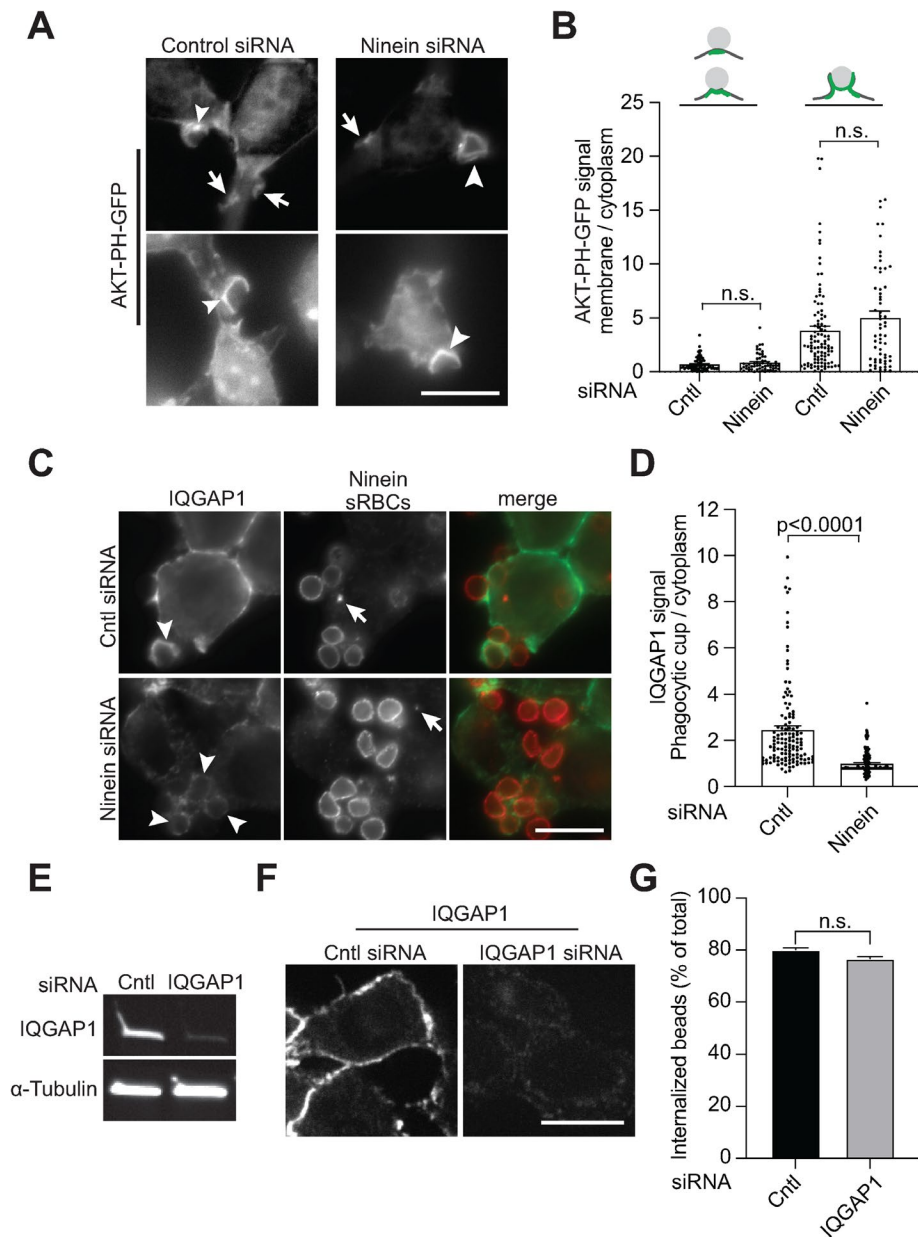 A
Control siRNA
Ninein siRNA
AKT-PH-GFP
B
AKT-PH-GFP signal
membrane / cytoplasm
25
20
15
10
5
0
n.s.
n.s.
siRNA
Cntl
Ninein
Cntl
Ninein
C
IQGAP1
Ninein
sRBCs
merge
Cntl siRNA
Ninein siRNA
D
IQGAP1 signal
Phagocytic cup / cytoplasm
12
10
8
6
4
2
0
p<0.0001
siRNA
Cntl
Ninein
E
siRNA
Cntl IQGAP1
IQGAP1
α-Tubulin
F
IQGAP1
Cntl siRNA
IQGAP1 siRNA
G
Internalized beads (% of total)
100
80
60
40
20
0
n.s.
siRNA
Cntl
IQGAP1